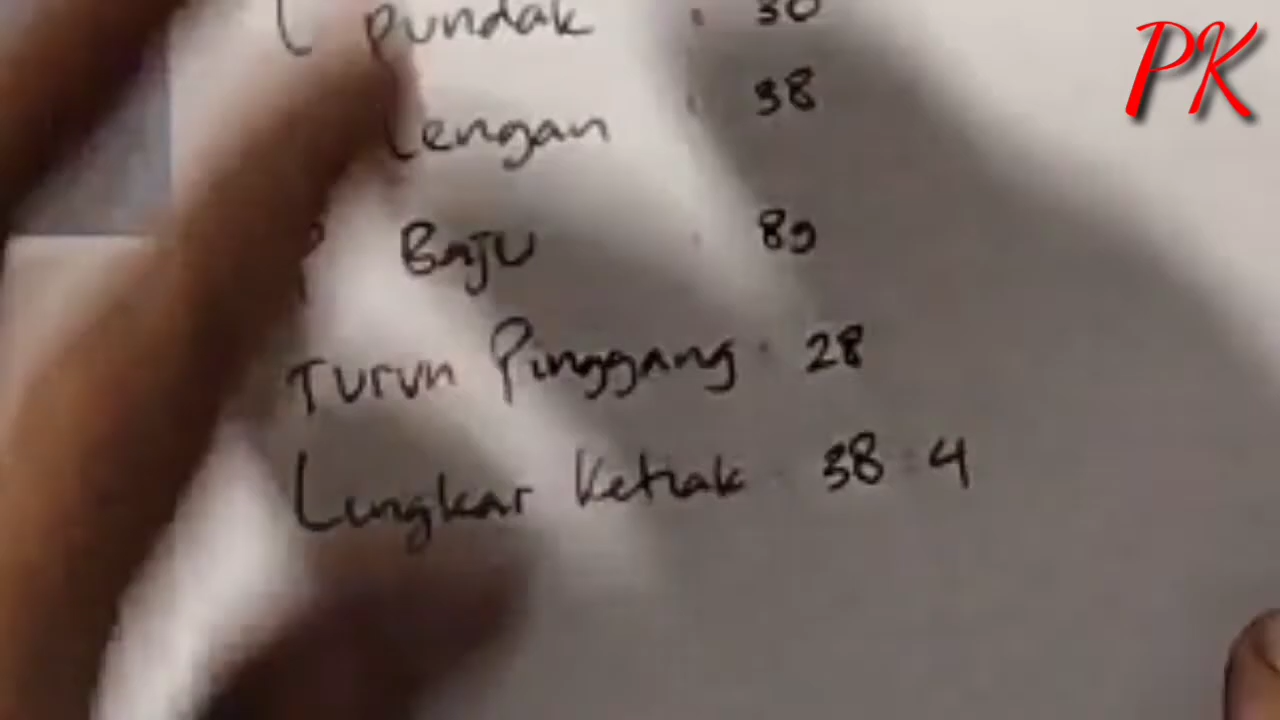 PK
L pundak : 30
Lengan : 38
Baju : 89
Turun Pinggang : 28
Lingkar Ketiak : 38 : 4